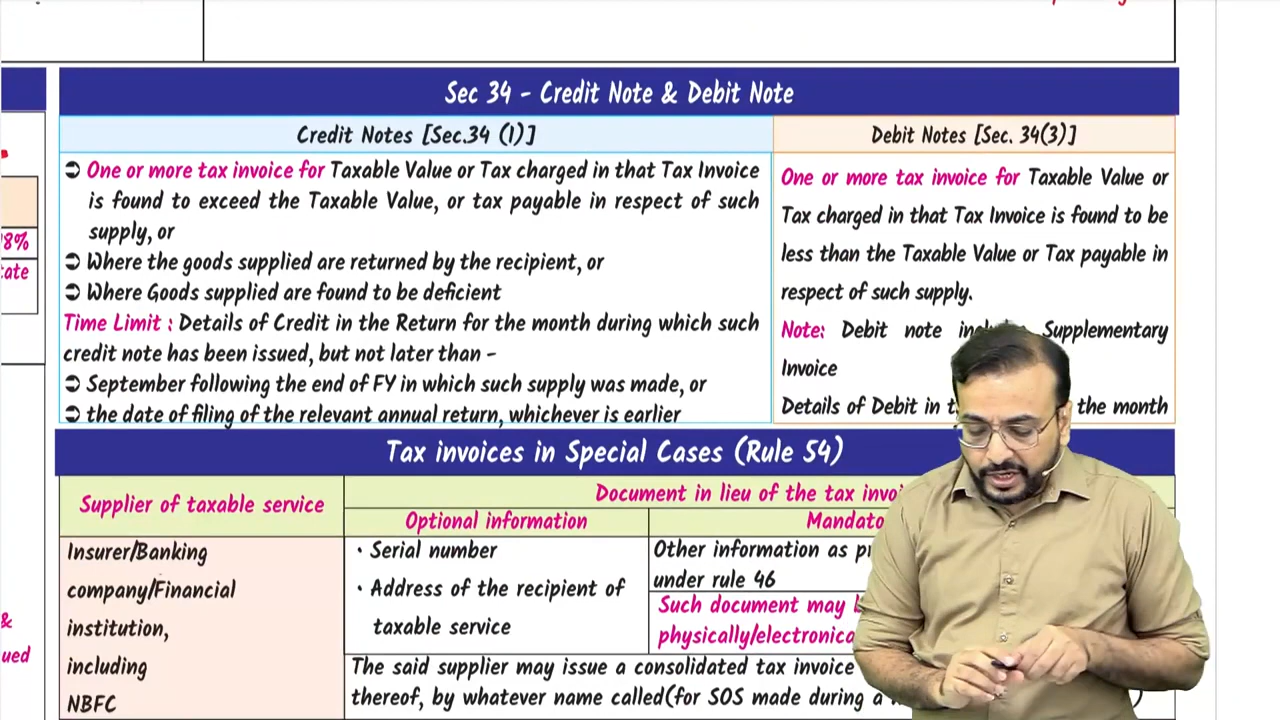 Sec 34 - Credit Note & Debit Note
Credit Notes [Sec.34 (1)]
➲ One or more tax invoice for Taxable Value or Tax charged in that Tax Invoice
is found to exceed the Taxable Value, or tax payable in respect of such
supply, or
➲ Where the goods supplied are returned by the recipient, or
➲ Where Goods supplied are found to be deficient
Time Limit : Details of Credit in the Return for the month during which such
credit note has been issued, but not later than -
➲ September following the end of FY in which such supply was made, or
➲ the date of filing of the relevant annual return, whichever is earlier
Debit Notes [Sec. 34(3)]
One or more tax invoice for Taxable Value or
Tax charged in that Tax Invoice is found to be
less than the Taxable Value or Tax payable in
respect of such supply.
Note: Debit note Supplementary
Invoice
Details of Debit in the month
Tax invoices in Special Cases (Rule 54)
Supplier of taxable service
Document in lieu of the tax
Optional information
Insurer/Banking
company/Financial
institution,
including
NBFC
• Serial number
• Address of the recipient of
taxable service
Other information as
under rule 46
Such document may
The said supplier may issue a consolidated tax invoice
thereof, by whatever name called(for SOS made during a
18%
&